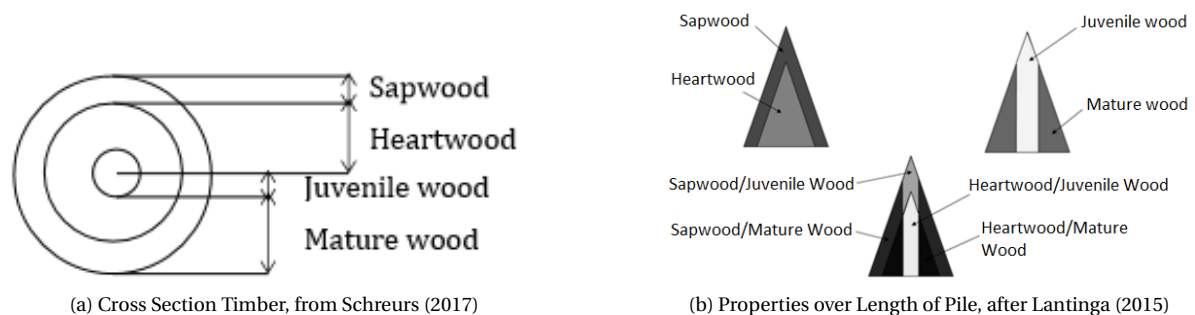 Sapwood
Heartwood
Juvenile wood
Mature wood
(a) Cross Section Timber, from Schreurs (2017)
Sapwood
Heartwood
Juvenile wood
Mature wood
Sapwood/Juvenile Wood
Heartwood/Juvenile Wood
Sapwood/Mature Wood
Heartwood/Mature
Wood
(b) Properties over Length of Pile, after Lantinga (2015)